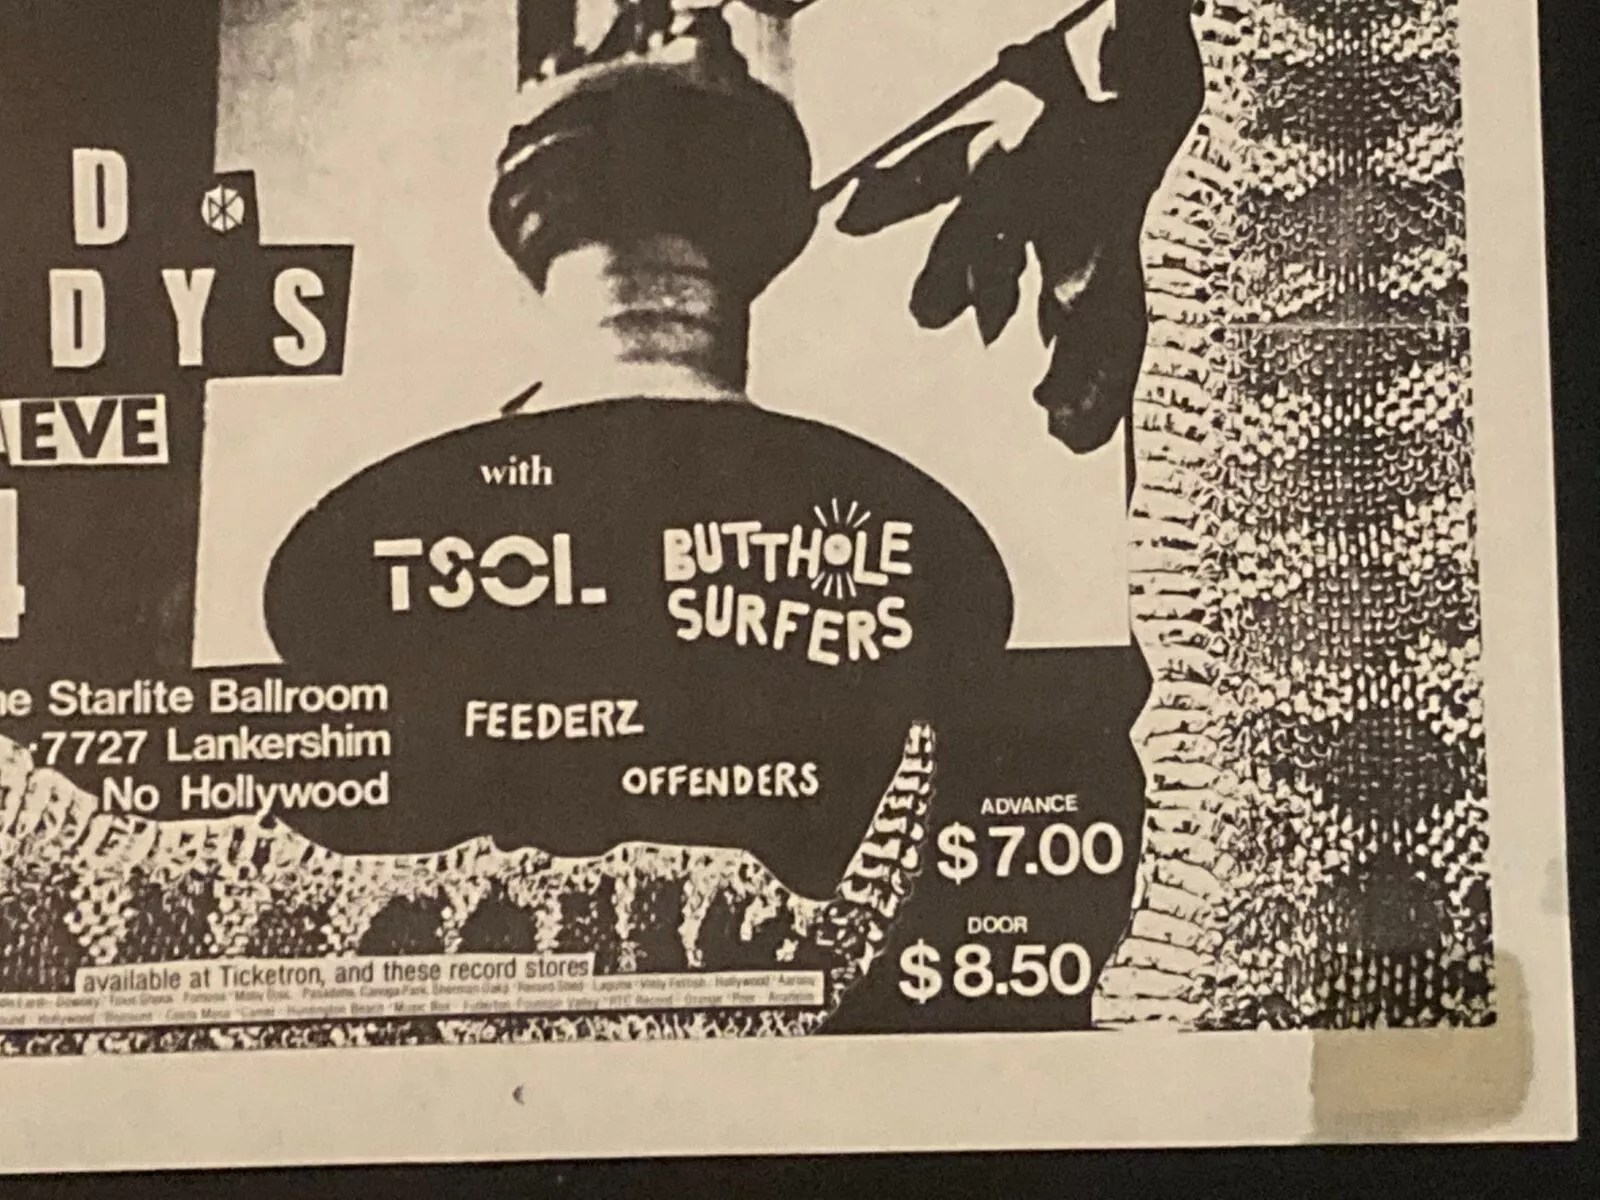 D
DYS
EVE
4
with
TSOL
BUTTHOLE
SURFERS
FEEDERZ
OFFENDERS
Starlite Ballroom
7727 Lankershim
No Hollywood
ADVANCE
$7.00
DOOR
$8.50
available at Ticketron, and these record stores